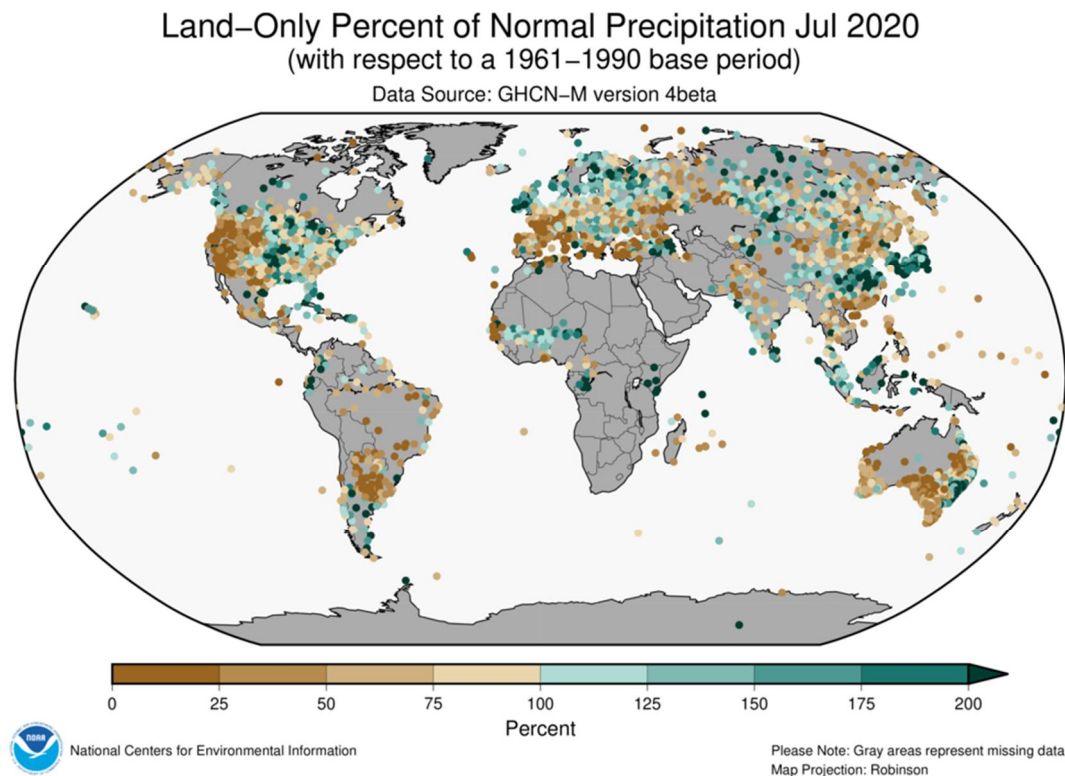 Land−Only Percent of Normal Precipitation Jul 2020
(with respect to a 1961−1990 base period)
Data Source: GHCN−M version 4beta
0 25 50 75 100 125 150 175 200
Percent
NOAA
National Centers for Environmental Information
Please Note: Gray areas represent missing data
Map Projection: Robinson